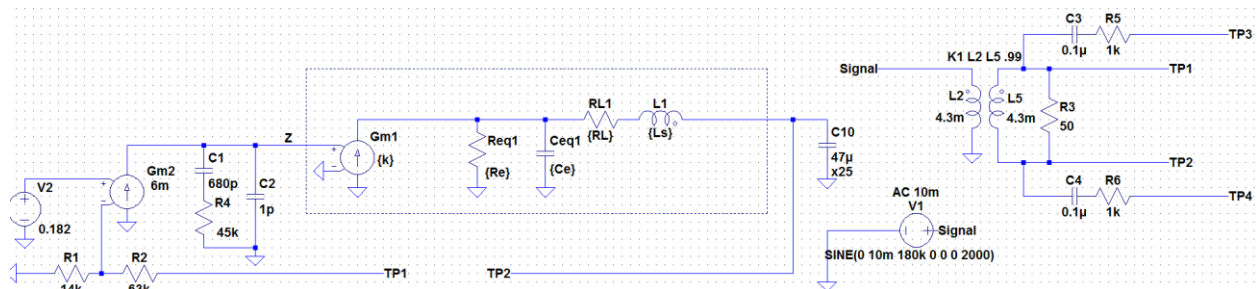 C3
R5
0.1µ
1k
TP3
K1 L2 L5 .99
Signal
TP1
L2
L5
R3
4.3m
4.3m
50
TP2
C4
R6
0.1µ
1k
TP4
RL1
L1
{RL}
{Ls}
Gm1
{k}
Req1
{Re}
Ceq1
{Ce}
C10
47µ
x25
Z
Gm2
6m
C1
680p
C2
1p
R4
45k
V2
0.182
AC 10m
V1
Signal
SINE(0 10m 180k 0 0 0 2000)
R1
14k
R2
63k
TP1
TP2